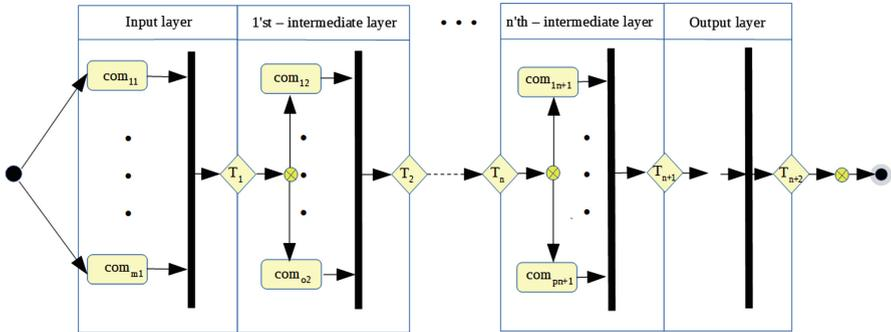 Input layer
1'st – intermediate layer
n'th – intermediate layer
Output layer
com11
com12
com1n+1
T1
T2
Tn
Tn+1
Tn+2
comm1
como2
compn+1